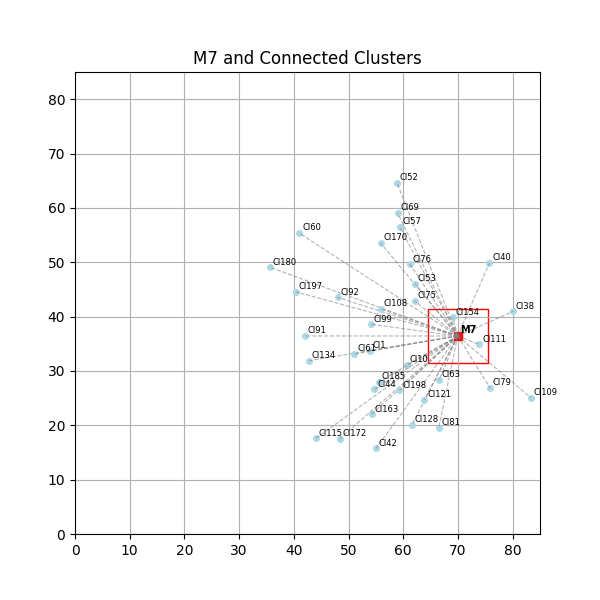 M7 and Connected Clusters
80
70
60
50
40
30
20
10
0
Cl52
Cl69
Cl57
Cl60
Cl170
Cl76
Cl40
Cl180
Cl53
Cl197
Cl92
Cl75
Cl108
Cl38
Cl154
Cl99
M7
Cl91
Cl111
Cl61
Cl1
Cl134
Cl10
Cl63
Cl185
Cl44
Cl198
Cl79
Cl109
Cl121
Cl163
Cl128
Cl81
Cl115
Cl172
Cl42
0 10 20 30 40 50 60 70 80